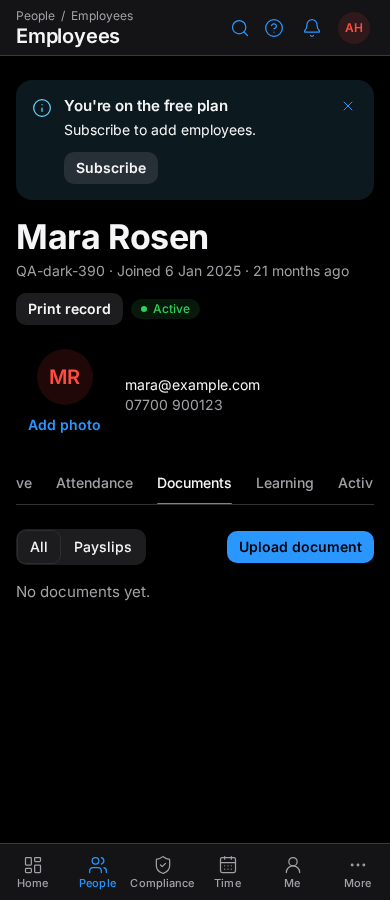 People / Employees
Employees
AH
You're on the free plan
Subscribe to add employees.
Subscribe
Mara Rosen
QA-dark-390 · Joined 6 Jan 2025 · 21 months ago
Print record
Active
MR
mara@example.com
07700 900123
Add photo
ve Attendance Documents Learning Activ
All Payslips Upload document
No documents yet.
Home People Compliance Time Me More